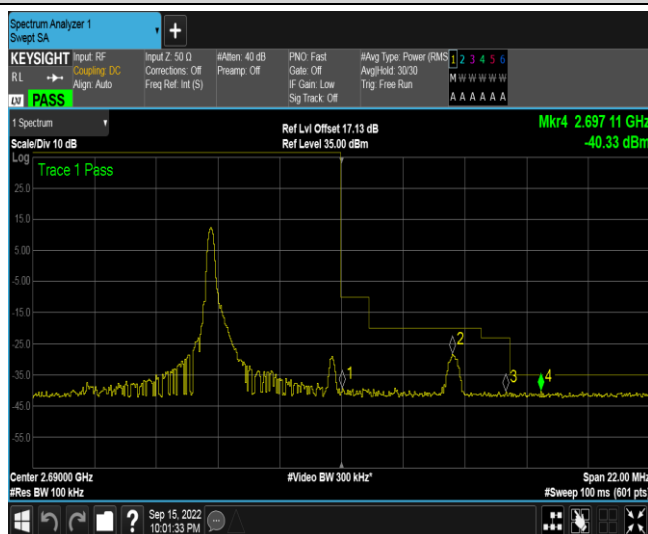 Spectrum Analyzer 1
Swept SA
+
KEYSIGHT Input: RF Input Z: 50 Ω #Atten: 40 dB PNO: Fast #Avg Type: Power (RMS 1 2 3 4 5 6
RL Coupling: DC Corrections: Off Preamp: Off Gate: Off Avg|Hold: 30/30 M W W W W W
Align: Auto Freq Ref: Int (S) IF Gain: Low Trig: Free Run
LXI PASS Sig Track: Off A A A A A A
1 Spectrum Ref Lvl Offset 17.13 dB Mkr4 2.697 11 GHz
Scale/Div 10 dB Ref Level 35.00 dBm -40.33 dBm
Log
Trace 1 Pass
25.0
15.0
5.00
-5.00
-15.0
-25.0
2
1
3
4
-35.0
-45.0
-55.0
Center 2.69000 GHz #Video BW 300 kHz* Span 22.00 MHz
#Res BW 100 kHz #Sweep 100 ms (601 pts)
? Sep 15, 2022
10:01:33 PM